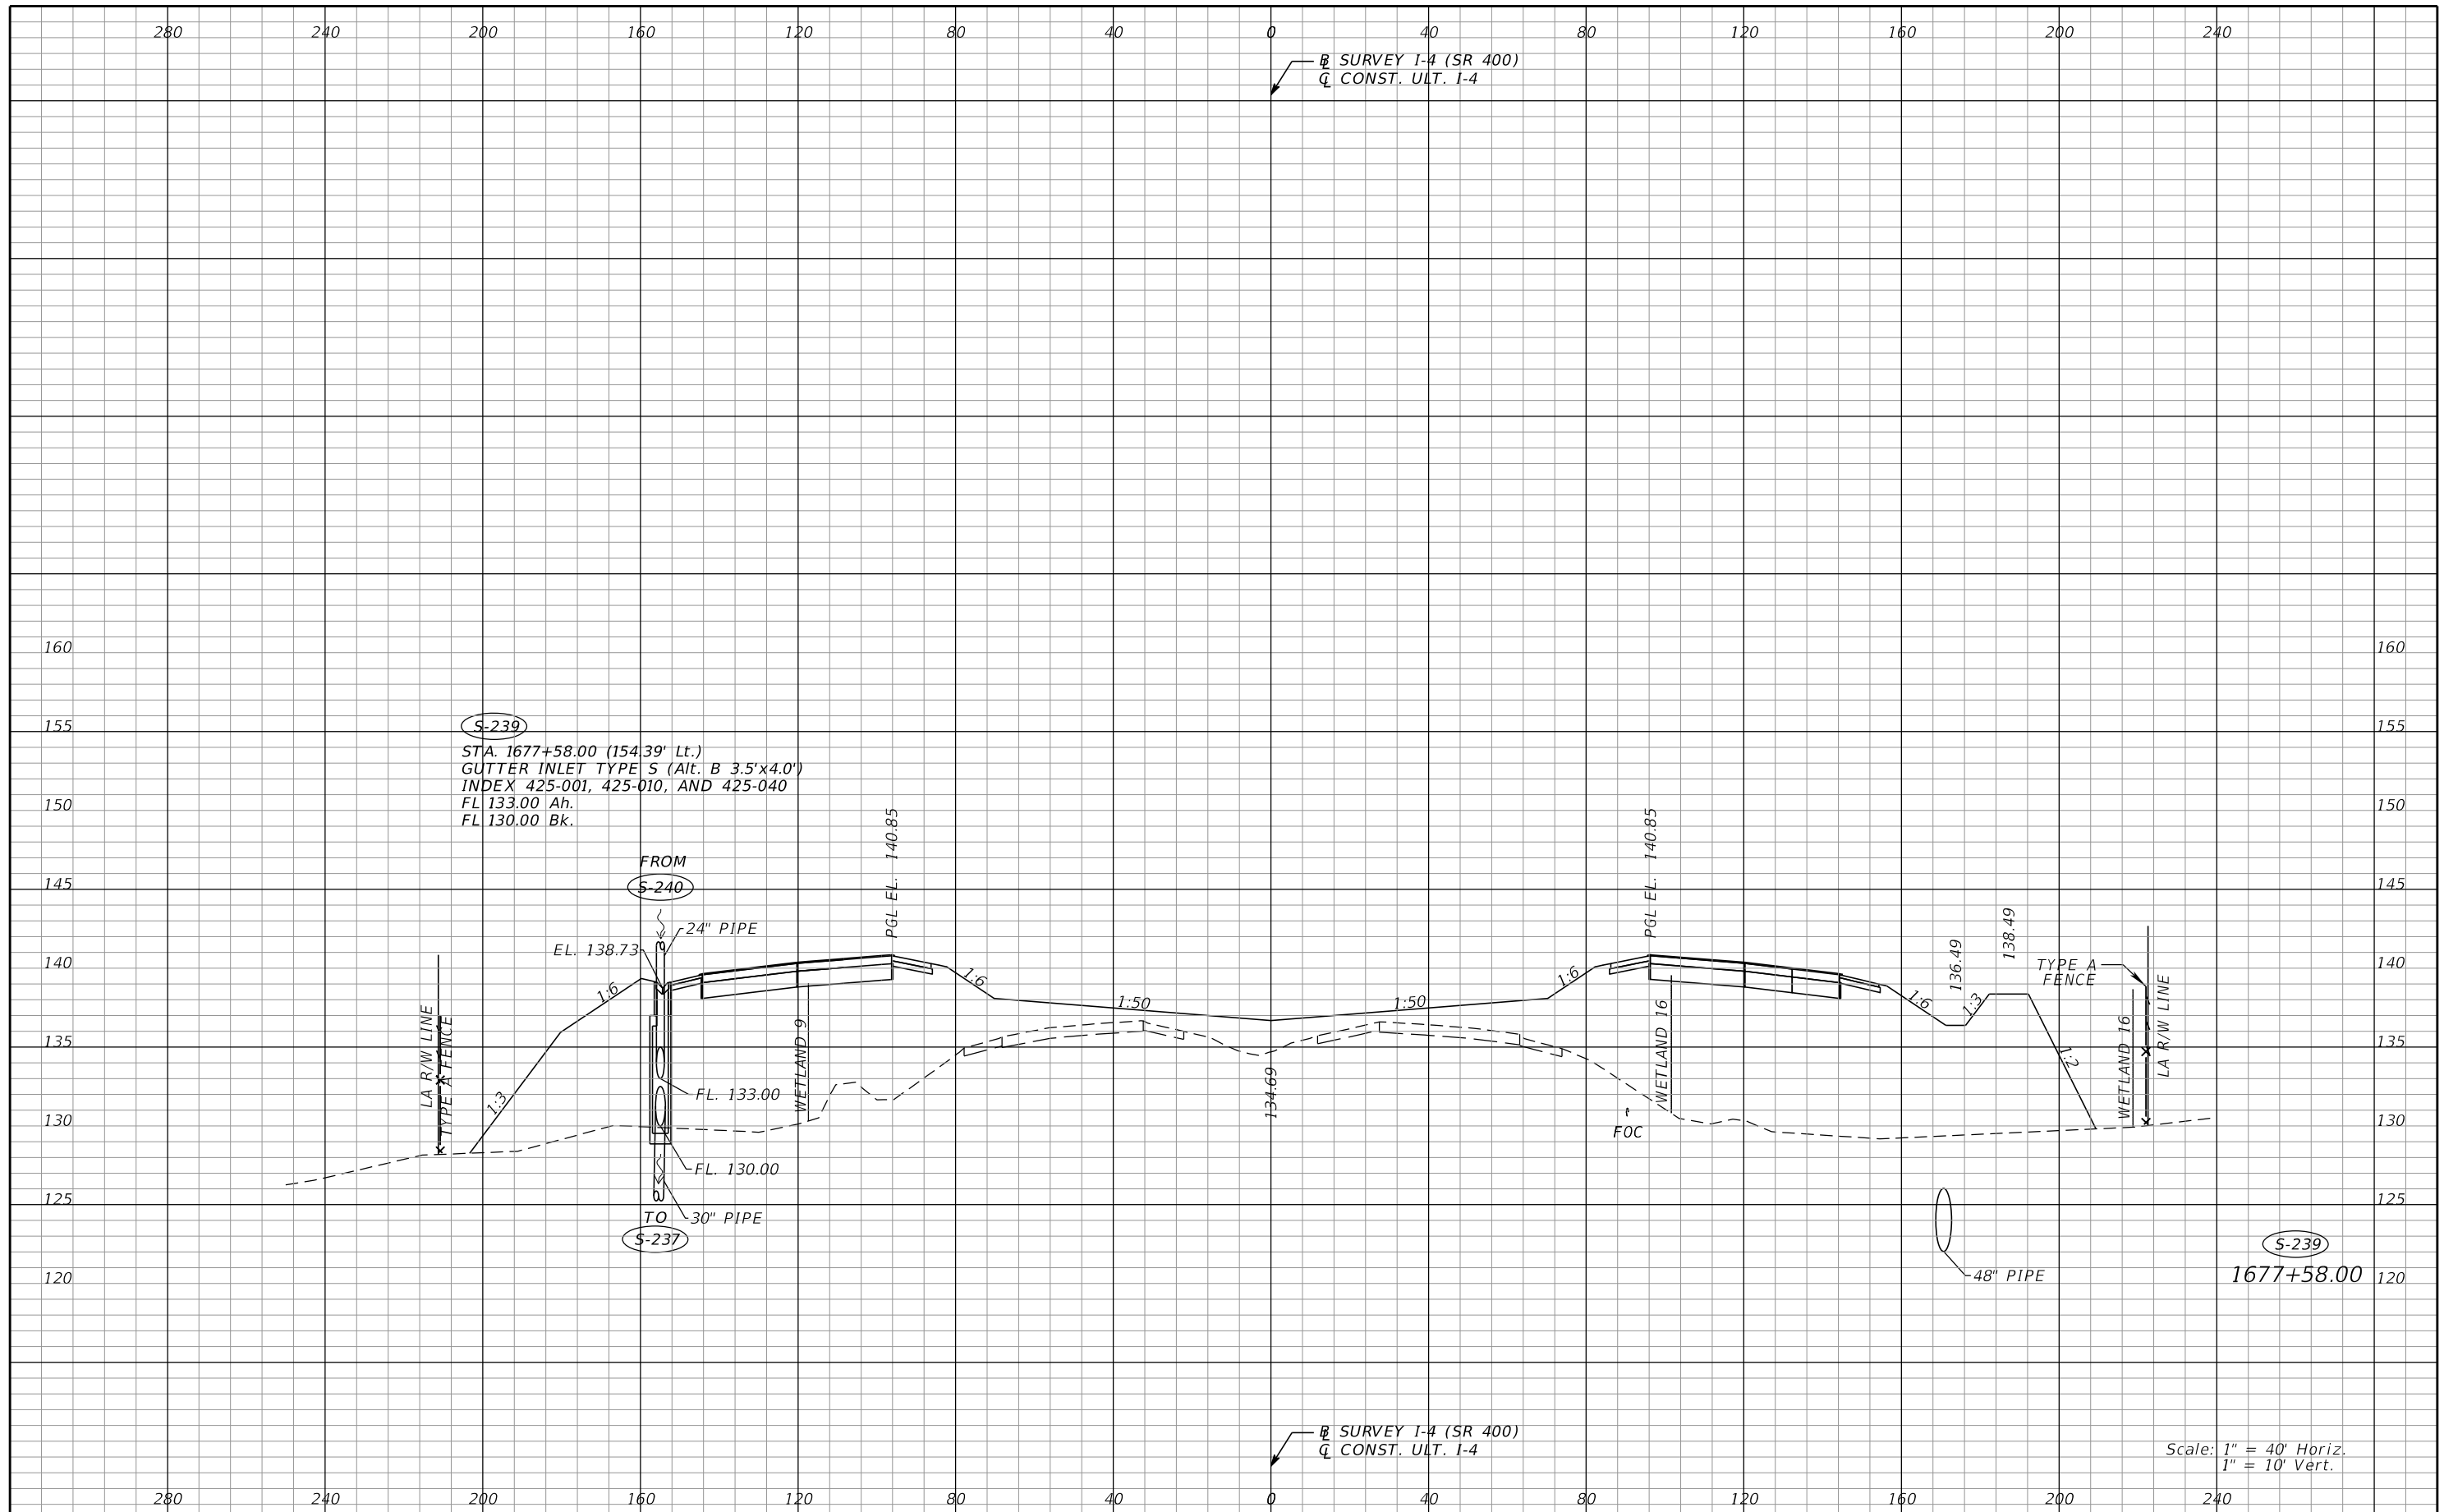 280 240 200 160 120 80 40 0 40 80 120 160 200 240
B SURVEY I-4 (SR 400)
C CONST. ULT. I-4
160 160
155 155
S-239
STA. 1677+58.00 (154.39' Lt.)
GUTTER INLET TYPE S (Alt. B 3.5'x4.0')
INDEX 425-001, 425-010, AND 425-040
FL 133.00 Ah.
FL 130.00 Bk.
150 150
145 145
FROM
S-240
24" PIPE
EL. 138.73
PGL EL. 140.85
PGL EL. 140.85
136.49
138.49
140 140
TYPE A
FENCE
LA R/W LINE
LA R/W LINE
TYPE A FENCE
1:3
1:6
1:6
1:50
1:50
1:6
1:6
1:3
1:2
135 135
WETLAND 9
WETLAND 16
WETLAND 16
FL. 133.00
134.69
130 130
FOC
FL. 130.00
125 125
TO
30" PIPE
S-237
48" PIPE
S-239
1677+58.00
120 120
B SURVEY I-4 (SR 400)
C CONST. ULT. I-4
Scale: 1" = 40' Horiz.
1" = 10' Vert.
280 240 200 160 120 80 40 0 40 80 120 160 200 240